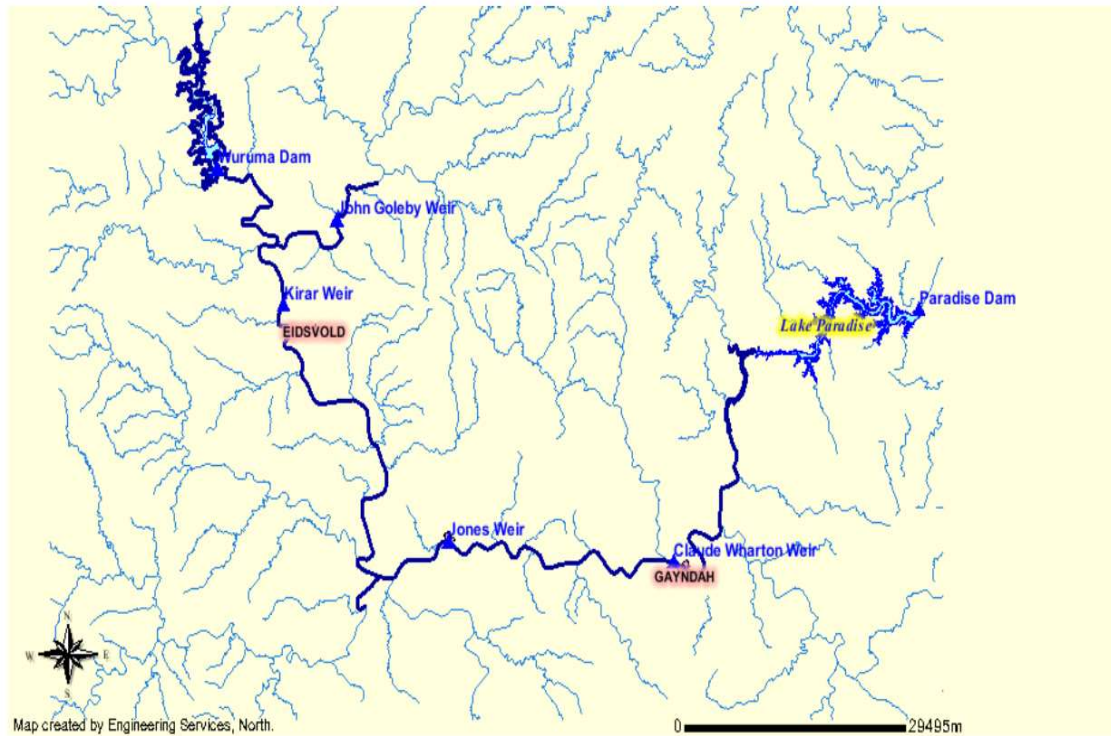 Wuruma Dam
John Goleby Weir
Kirar Weir
EIDSVOLD
Paradise Dam
Lake Paradise
Jones Weir
Claude Wharton Weir
GAYNDAH
N
W E
S
Map created by Engineering Services, North.
0 29495m